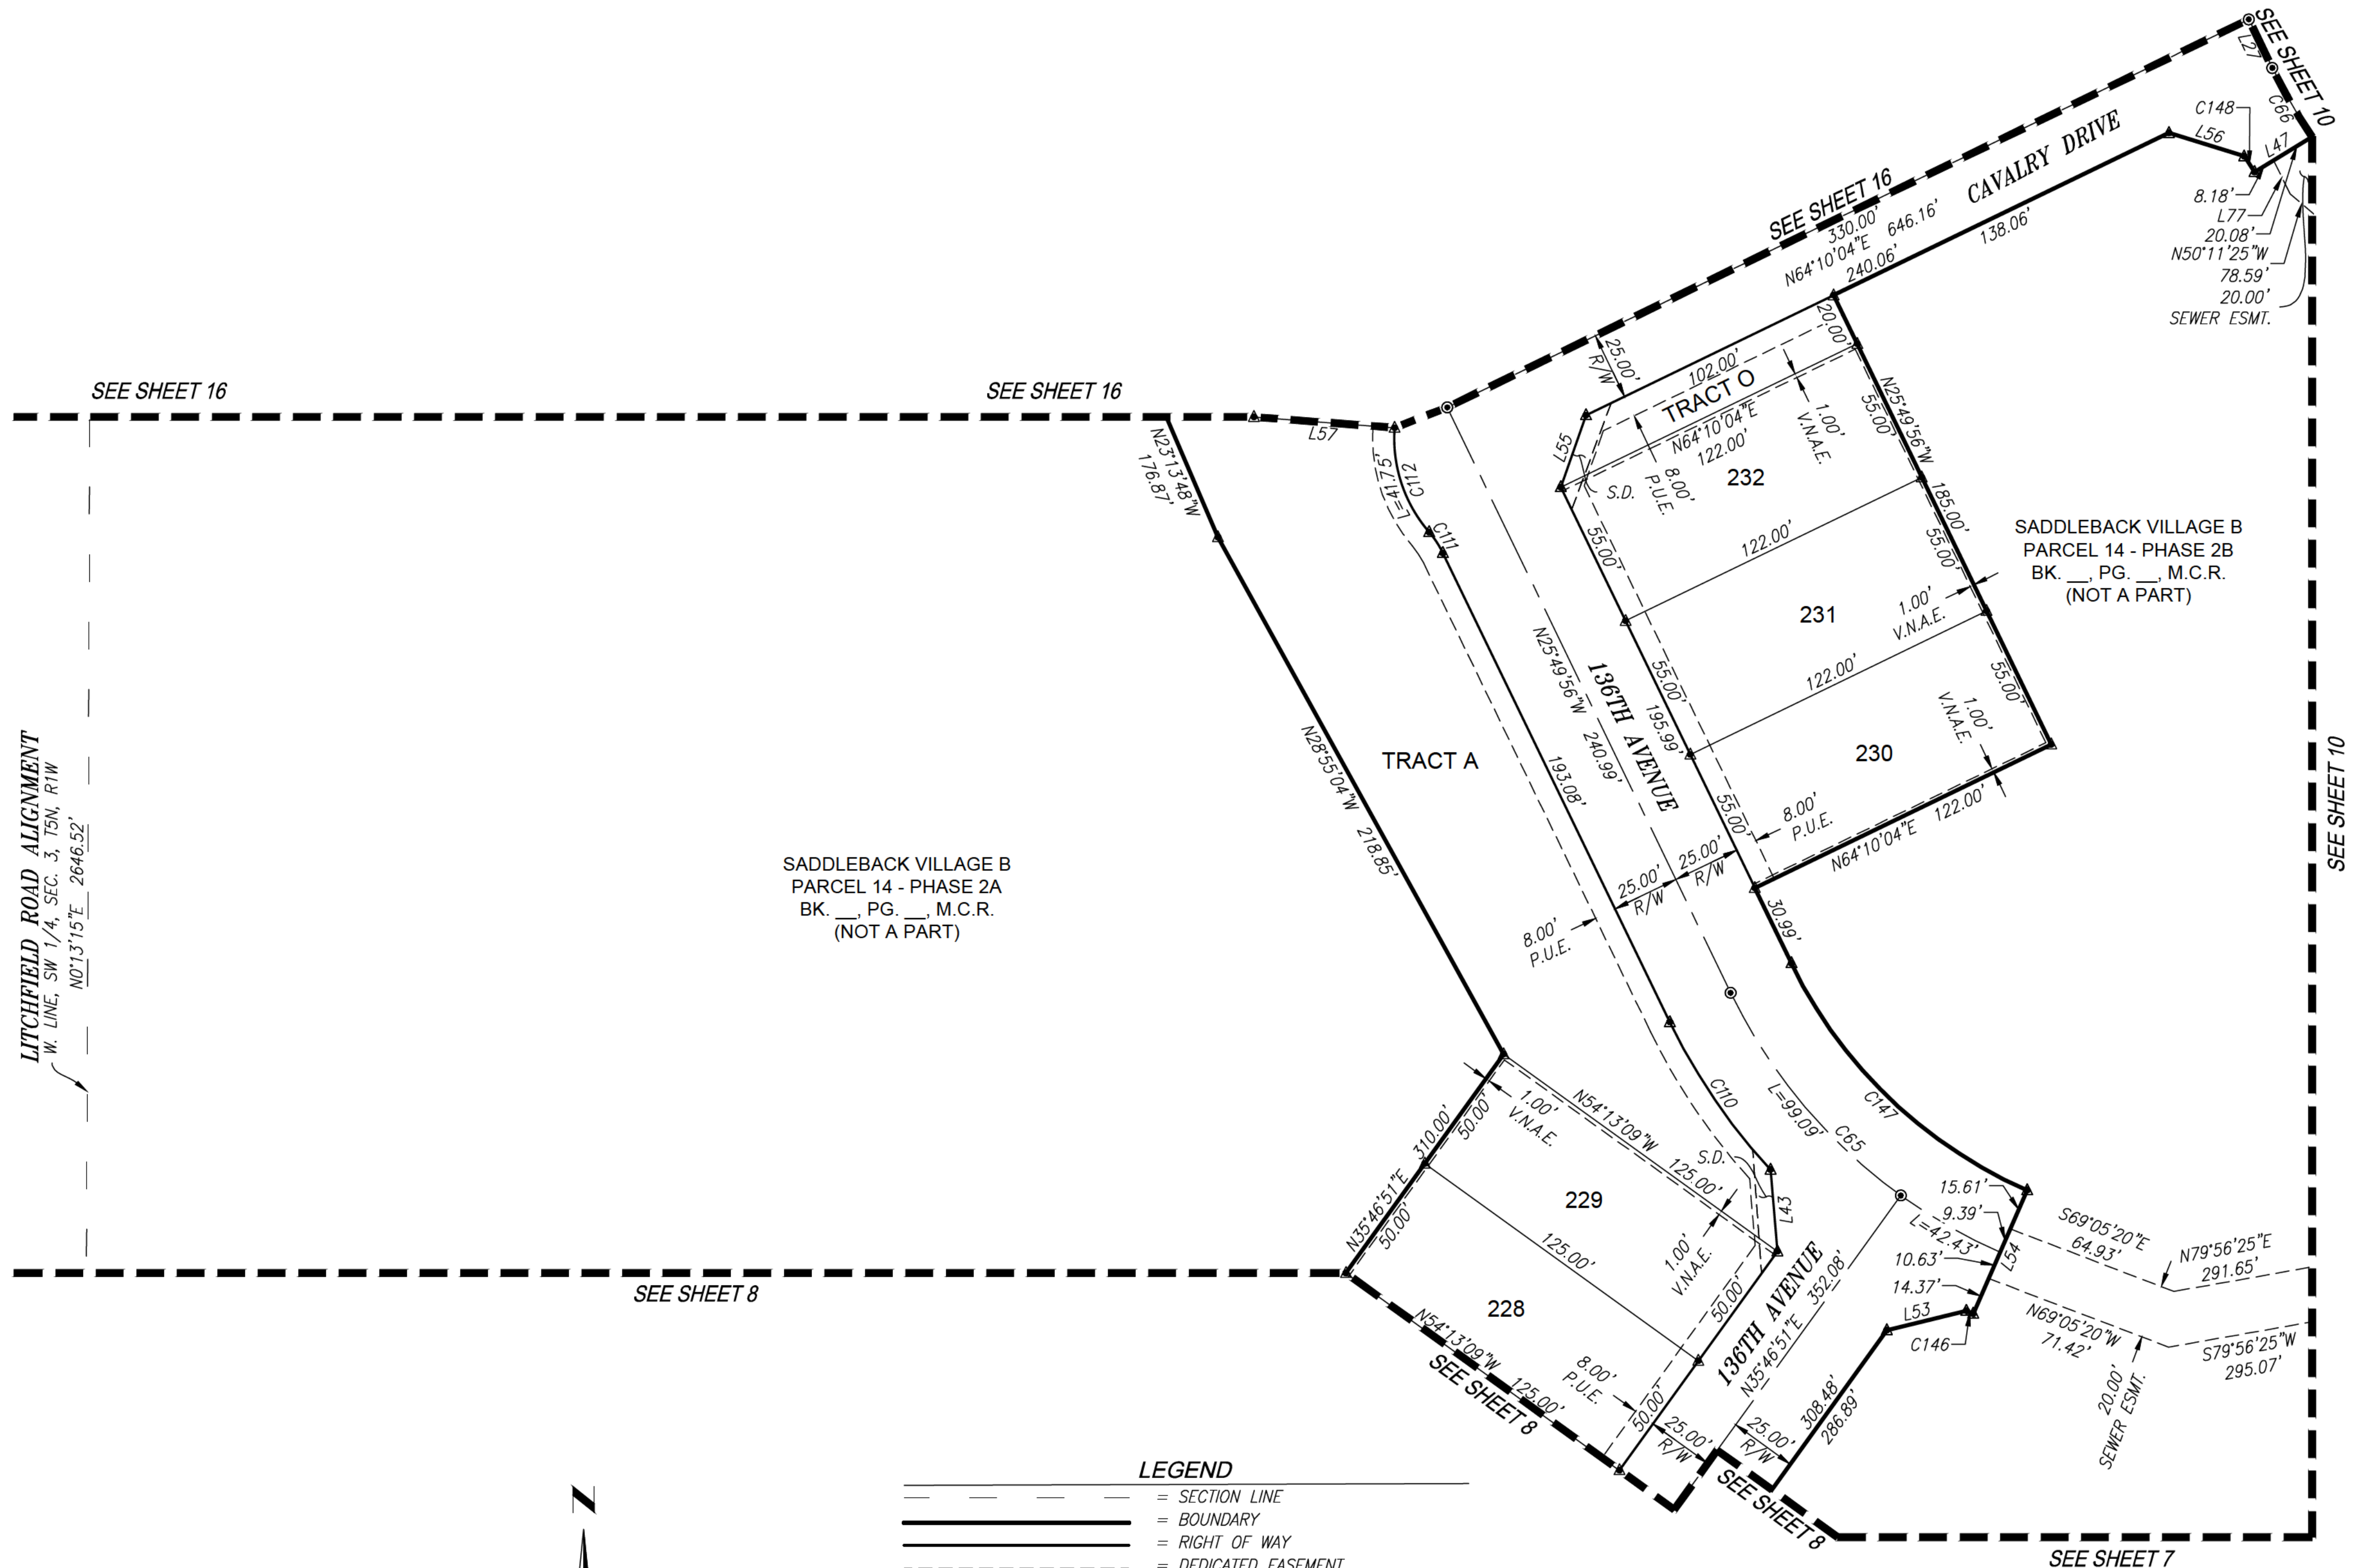 SEE SHEET 10
L27
C66
C148
L56
L47
CAVALRY DRIVE
SEE SHEET 16
330.00'
N64°10'04"E 646.16'
240.06'
138.06'
8.18'
L77
20.08'
N50°11'25"W
78.59'
20.00'
SEWER ESMT.
20.00'
25.00'
R/W
102.00'
TRACT O
N64°10'04"E
122.00'
1.00'
V.N.A.E.
N25°49'56"W
185.00'
55.00'
SEE SHEET 16
SEE SHEET 16
L57
L=41.75'
C112
C111
L55
S.D.
8.00'
P.U.E.
232
N23°13'48"W
176.87'
55.00'
122.00'
55.00'
SADDLEBACK VILLAGE B
PARCEL 14 - PHASE 2B
BK. __, PG. __, M.C.R.
(NOT A PART)
231
1.00'
V.N.A.E.
N25°49'56"W 240.99'
136TH AVENUE
55.00'
195.99'
122.00'
55.00'
1.00'
V.N.A.E.
LITCHFIELD ROAD ALIGNMENT
W. LINE, SW 1/4, SEC. 3, T5N, R1W
N0°13'15"E 2646.52'
N28°55'04"W 218.85'
TRACT A
193.08'
230
55.00'
8.00'
P.U.E.
N64°10'04"E 122.00'
SEE SHEET 10
SADDLEBACK VILLAGE B
PARCEL 14 - PHASE 2A
BK. __, PG. __, M.C.R.
(NOT A PART)
25.00'
R/W
25.00'
R/W
30.99'
8.00'
P.U.E.
C110
L=99.09'
C65
C147
N54°13'09"W
125.00'
1.00'
V.N.A.E.
N35°46'51"E 310.00'
50.00'
50.00'
S.D.
L43
229
125.00'
1.00'
V.N.A.E.
15.61'
9.39'
L=42.43'
10.63'
14.37'
L54
L53
C146
S69°05'20"E
64.93'
N79°56'25"E
291.65'
N69°05'20"W
71.42'
S79°56'25"W
295.07'
20.00'
SEWER ESMT.
SEE SHEET 8
228
50.00'
136TH AVENUE
N35°46'51"E 352.08'
N54°13'09"W
125.00'
SEE SHEET 8
8.00'
P.U.E.
50.00'
25.00'
R/W
25.00'
R/W
308.48'
286.89'
SEE SHEET 8
SEE SHEET 7
N
LEGEND
= SECTION LINE
= BOUNDARY
= RIGHT OF WAY
= DEDICATED EASEMENT